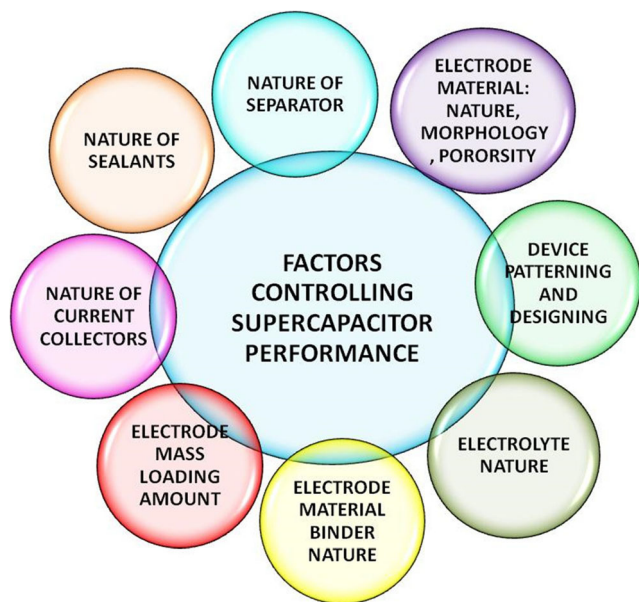 NATURE OF
SEPARATOR
ELECTRODE
MATERIAL:
NATURE,
MORPHOLOGY
, PORORSITY
NATURE OF
SEALANTS
DEVICE
PATTERNING
AND
DESIGNING
FACTORS
CONTROLLING
SUPERCAPACITOR
PERFORMANCE
NATURE OF
CURRENT
COLLECTORS
ELECTRODE
MASS
LOADING
AMOUNT
ELECTROLYTE
NATURE
ELECTRODE
MATERIAL
BINDER
NATURE